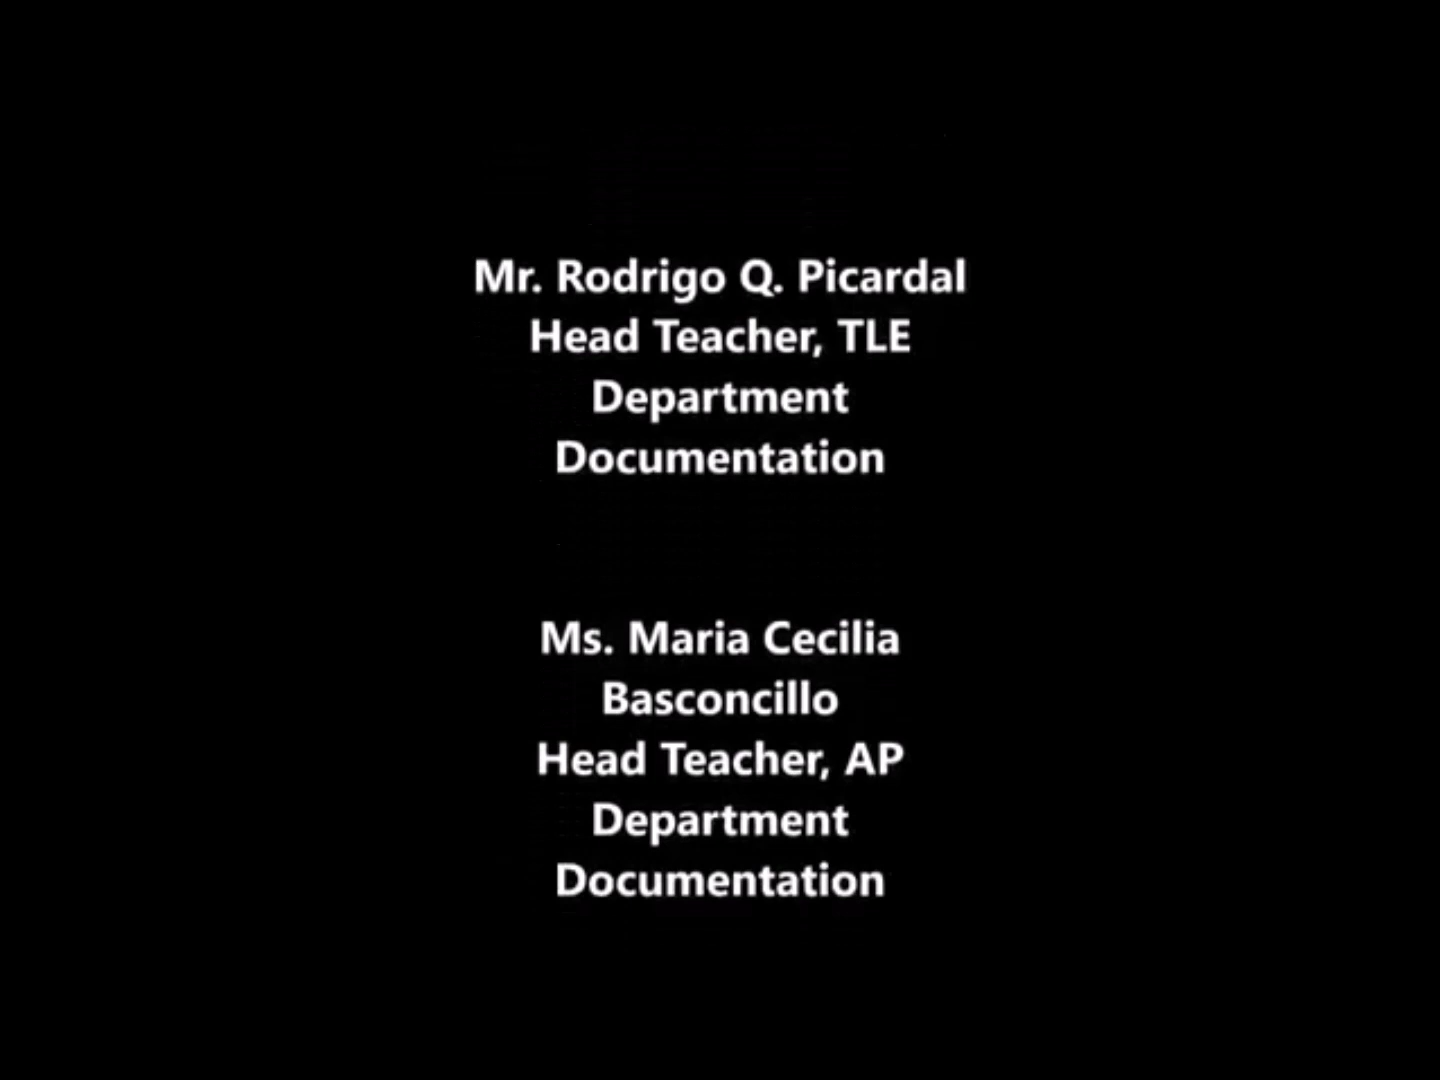 Mr. Rodrigo Q. Picardal
Head Teacher, TLE
Department
Documentation
Ms. Maria Cecilia
Basconcillo
Head Teacher, AP
Department
Documentation